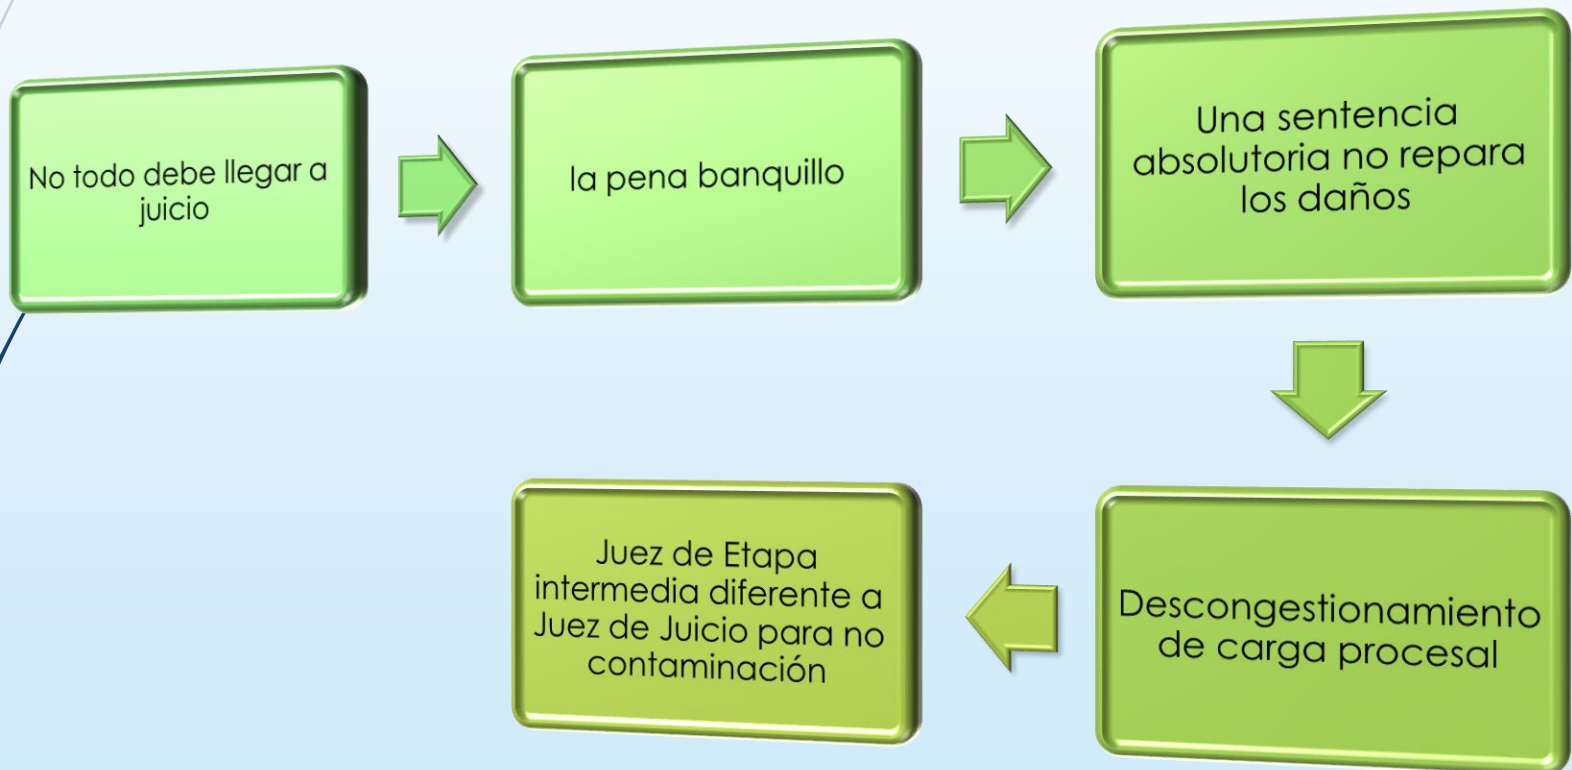 No todo debe llegar a
juicio
la pena banquillo
Una sentencia
absolutoria no repara
los daños
Descongestionamiento
de carga procesal
Juez de Etapa
intermedia diferente a
Juez de Juicio para no
contaminación